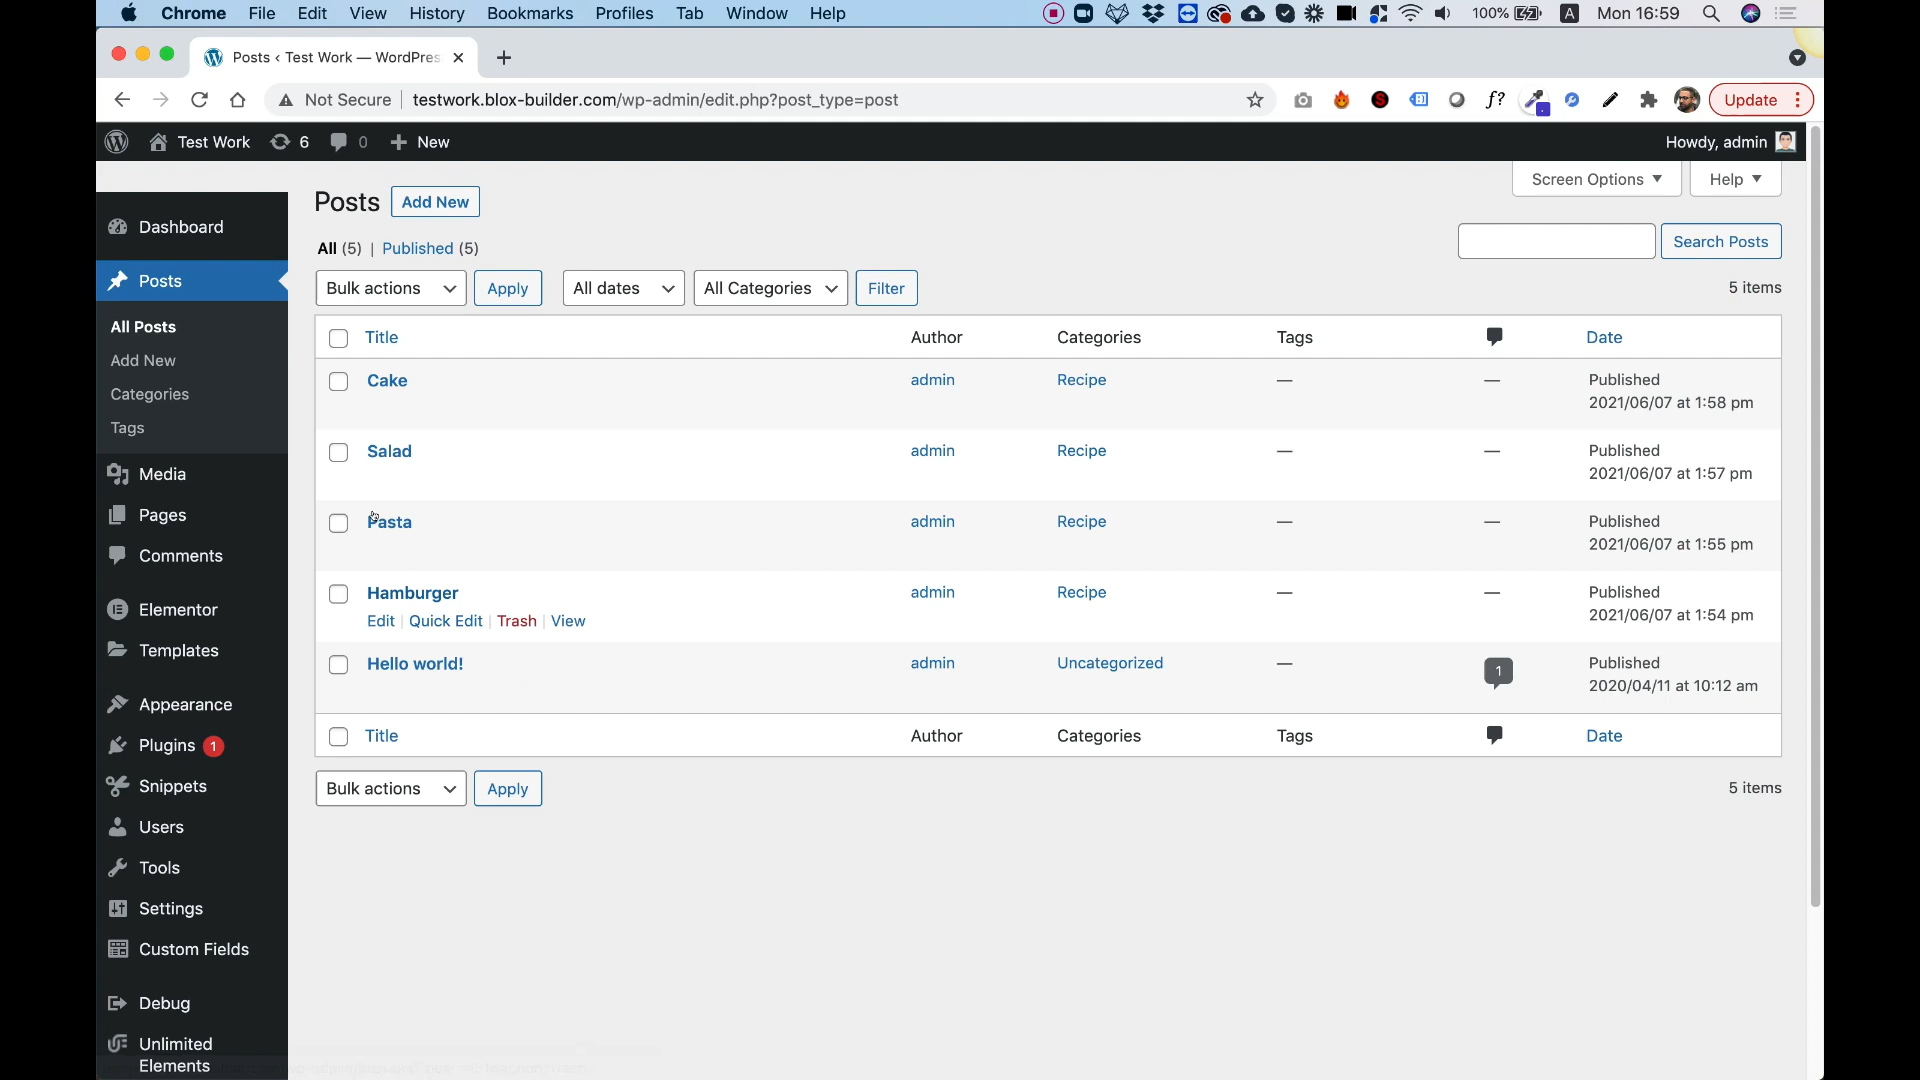 Chrome File Edit View History Bookmarks Profiles Tab Window Help 100% A Mon 16:59
Posts ‹ Test Work — WordPres
Not Secure testwork.blox-builder.com/wp-admin/edit.php?post_type=post f? Update
Test Work 6 0 New Howdy, admin
Screen Options Help
Posts Add New
All (5) | Published (5)
Search Posts
Bulk actions Apply All dates All Categories Filter 5 items
Title Author Categories Tags Date
Cake admin Recipe — — Published
2021/06/07 at 1:58 pm
Salad admin Recipe — — Published
2021/06/07 at 1:57 pm
Pasta admin Recipe — — Published
2021/06/07 at 1:55 pm
Hamburger admin Recipe — — Published
2021/06/07 at 1:54 pm
Edit | Quick Edit | Trash | View
Hello world! admin Uncategorized — 1 Published
2020/04/11 at 10:12 am
Title Author Categories Tags Date
Bulk actions Apply 5 items
Dashboard
Posts
All Posts
Add New
Categories
Tags
Media
Pages
Comments
Elementor
Templates
Appearance
Plugins 1
Snippets
Users
Tools
Settings
Custom Fields
Debug
Unlimited
Elements